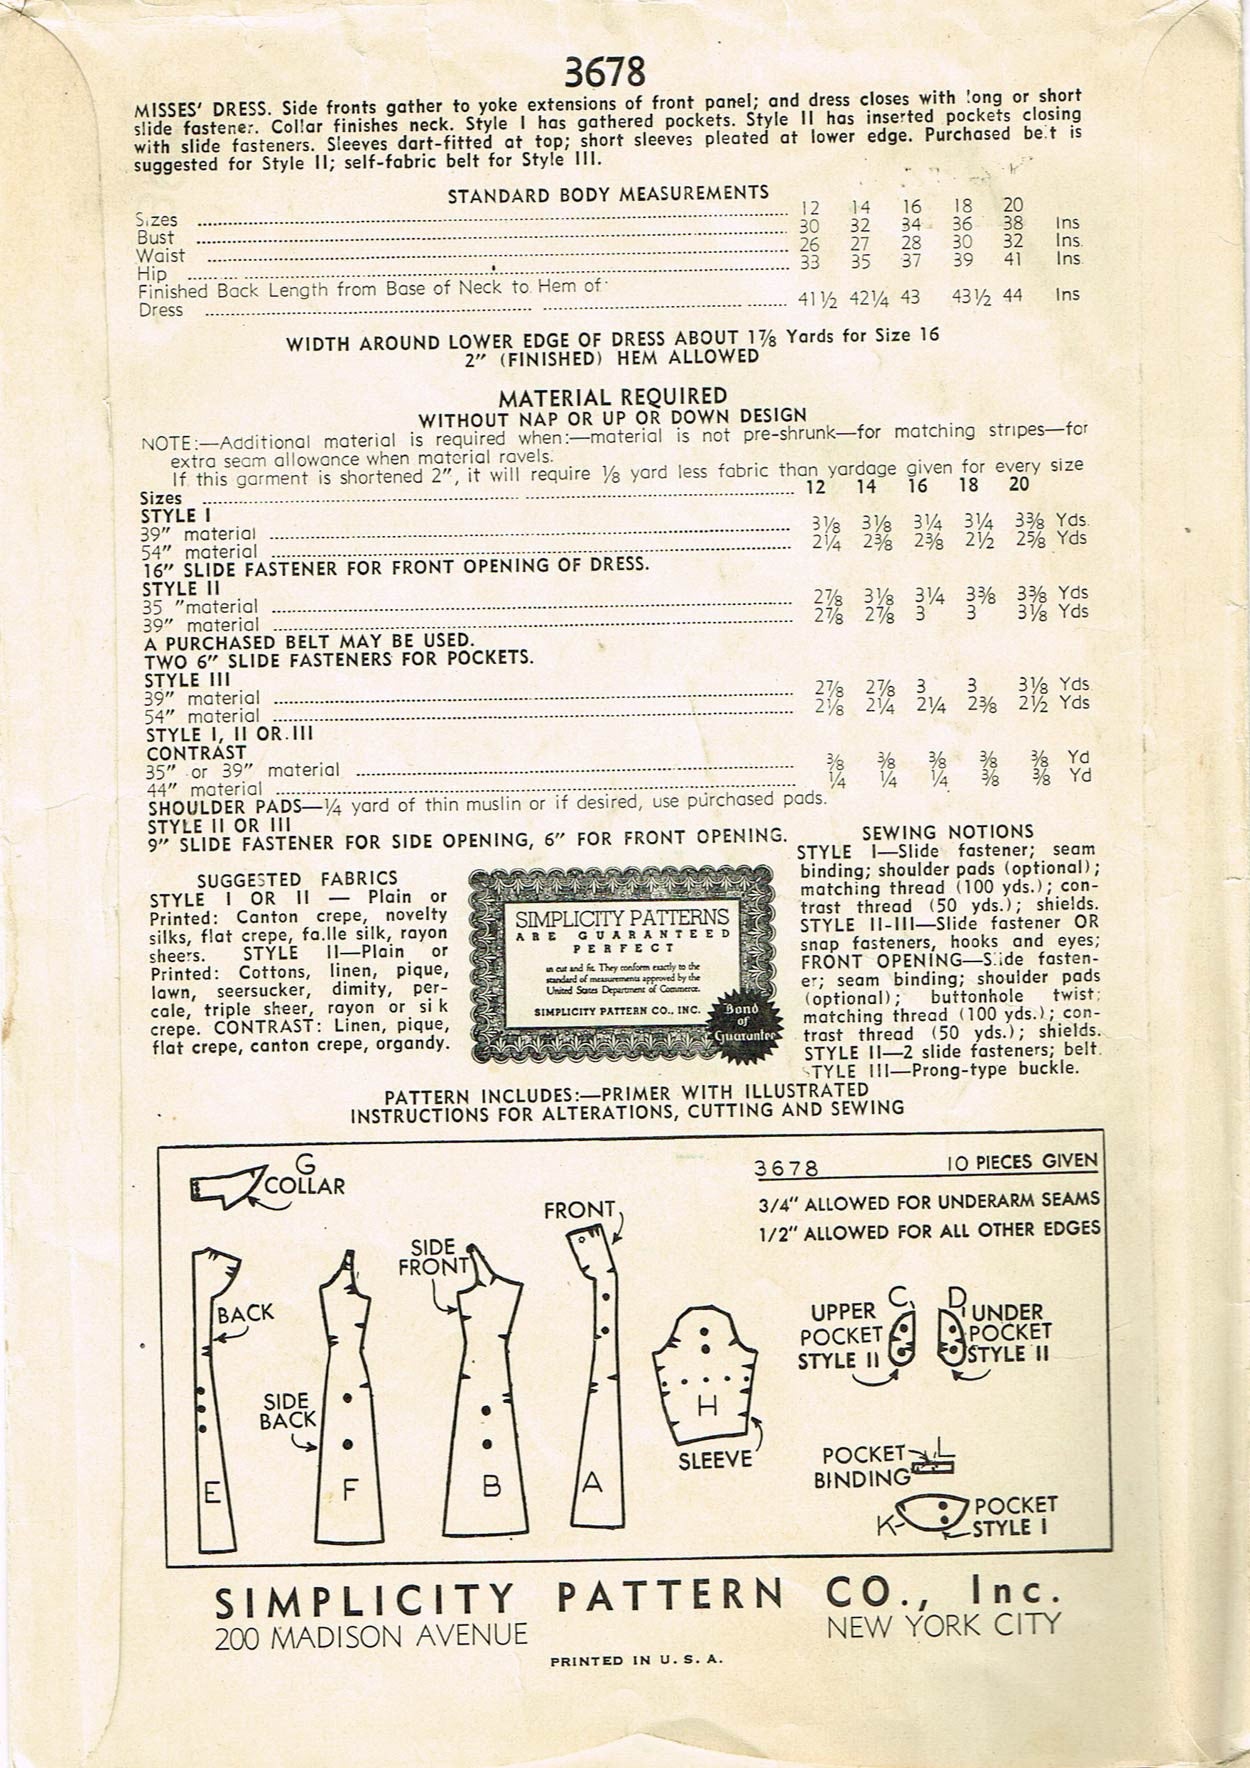 3678
MISSES' DRESS. Side fronts gather to yoke extensions of front panel; and dress closes with long or short
slide fastener. Collar finishes neck. Style I has gathered pockets. Style II has inserted pockets closing
with slide fasteners. Sleeves dart-fitted at top; short sleeves pleated at lower edge. Purchased belt is
suggested for Style II; self-fabric belt for Style III.
STANDARD BODY MEASUREMENTS
Sizes 12 14 16 18 20
Bust 30 32 34 36 38 Ins
Waist 26 27 28 30 32 Ins.
Hip 33 35 37 39 41 Ins
Finished Back Length from Base of Neck to Hem of
Dress 41½ 42¼ 43 43½ 44 Ins
WIDTH AROUND LOWER EDGE OF DRESS ABOUT 1⅞ Yards for Size 16
2" (FINISHED) HEM ALLOWED
MATERIAL REQUIRED
WITHOUT NAP OR UP OR DOWN DESIGN
NOTE:—Additional material is required when:—material is not pre-shrunk—for matching stripes—for
extra seam allowance when material ravels.
If this garment is shortened 2", it will require ⅛ yard less fabric than yardage given for every size
Sizes 12 14 16 18 20
STYLE I
39" material 3⅛ 3⅛ 3¼ 3¼ 3⅜ Yds.
54" material 2¼ 2⅜ 2⅜ 2½ 2⅝ Yds
16" SLIDE FASTENER FOR FRONT OPENING OF DRESS.
STYLE II
35 "material 2⅞ 3⅛ 3¼ 3⅜ 3⅜ Yds
39" material 2⅞ 2⅞ 3 3 3⅛ Yds
A PURCHASED BELT MAY BE USED.
TWO 6" SLIDE FASTENERS FOR POCKETS.
STYLE III
39" material 2⅞ 2⅞ 3 3 3⅛ Yds
54" material 2⅛ 2¼ 2¼ 2⅜ 2½ Yds
STYLE I, II OR III
CONTRAST
35" or 39" material ⅜ ⅜ ⅜ ⅜ ⅜ Yd
44" material ¼ ¼ ¼ ⅜ ⅜ Yd
SHOULDER PADS—¼ yard of thin muslin or if desired, use purchased pads.
STYLE II OR III
9" SLIDE FASTENER FOR SIDE OPENING, 6" FOR FRONT OPENING.
SUGGESTED FABRICS
STYLE I OR II — Plain or
Printed: Canton crepe, novelty
silks, flat crepe, faille silk, rayon
sheers. STYLE II—Plain or
Printed: Cottons, linen, pique,
lawn, seersucker, dimity, per-
cale, triple sheer, rayon or silk
crepe. CONTRAST: Linen, pique,
flat crepe, canton crepe, organdy.
SIMPLICITY PATTERNS
ARE GUARANTEED
PERFECT
in cut and fit. They conform exactly to the
standard of measurements approved by the
United States Department of Commerce.
SIMPLICITY PATTERN CO., INC.
Bond
of
Guarantee
SEWING NOTIONS
STYLE I—Slide fastener; seam
binding; shoulder pads (optional);
matching thread (100 yds.); con-
trast thread (50 yds.); shields.
STYLE II-III—Slide fastener OR
snap fasteners, hooks and eyes;
FRONT OPENING—Slide fasten-
er; seam binding; shoulder pads
(optional); buttonhole twist;
matching thread (100 yds.); con-
trast thread (50 yds.); shields.
STYLE II—2 slide fasteners; belt.
STYLE III—Prong-type buckle.
PATTERN INCLUDES:—PRIMER WITH ILLUSTRATED
INSTRUCTIONS FOR ALTERATIONS, CUTTING AND SEWING
3678 10 PIECES GIVEN
3/4" ALLOWED FOR UNDERARM SEAMS
1/2" ALLOWED FOR ALL OTHER EDGES
G
COLLAR
BACK
E
SIDE
BACK
F
SIDE
FRONT
B
FRONT
A
H
SLEEVE
C
UPPER
POCKET
STYLE II
D
UNDER
POCKET
STYLE II
POCKET
BINDING
L
K
POCKET
STYLE I
SIMPLICITY PATTERN CO., Inc.
200 MADISON AVENUE NEW YORK CITY
PRINTED IN U. S. A.